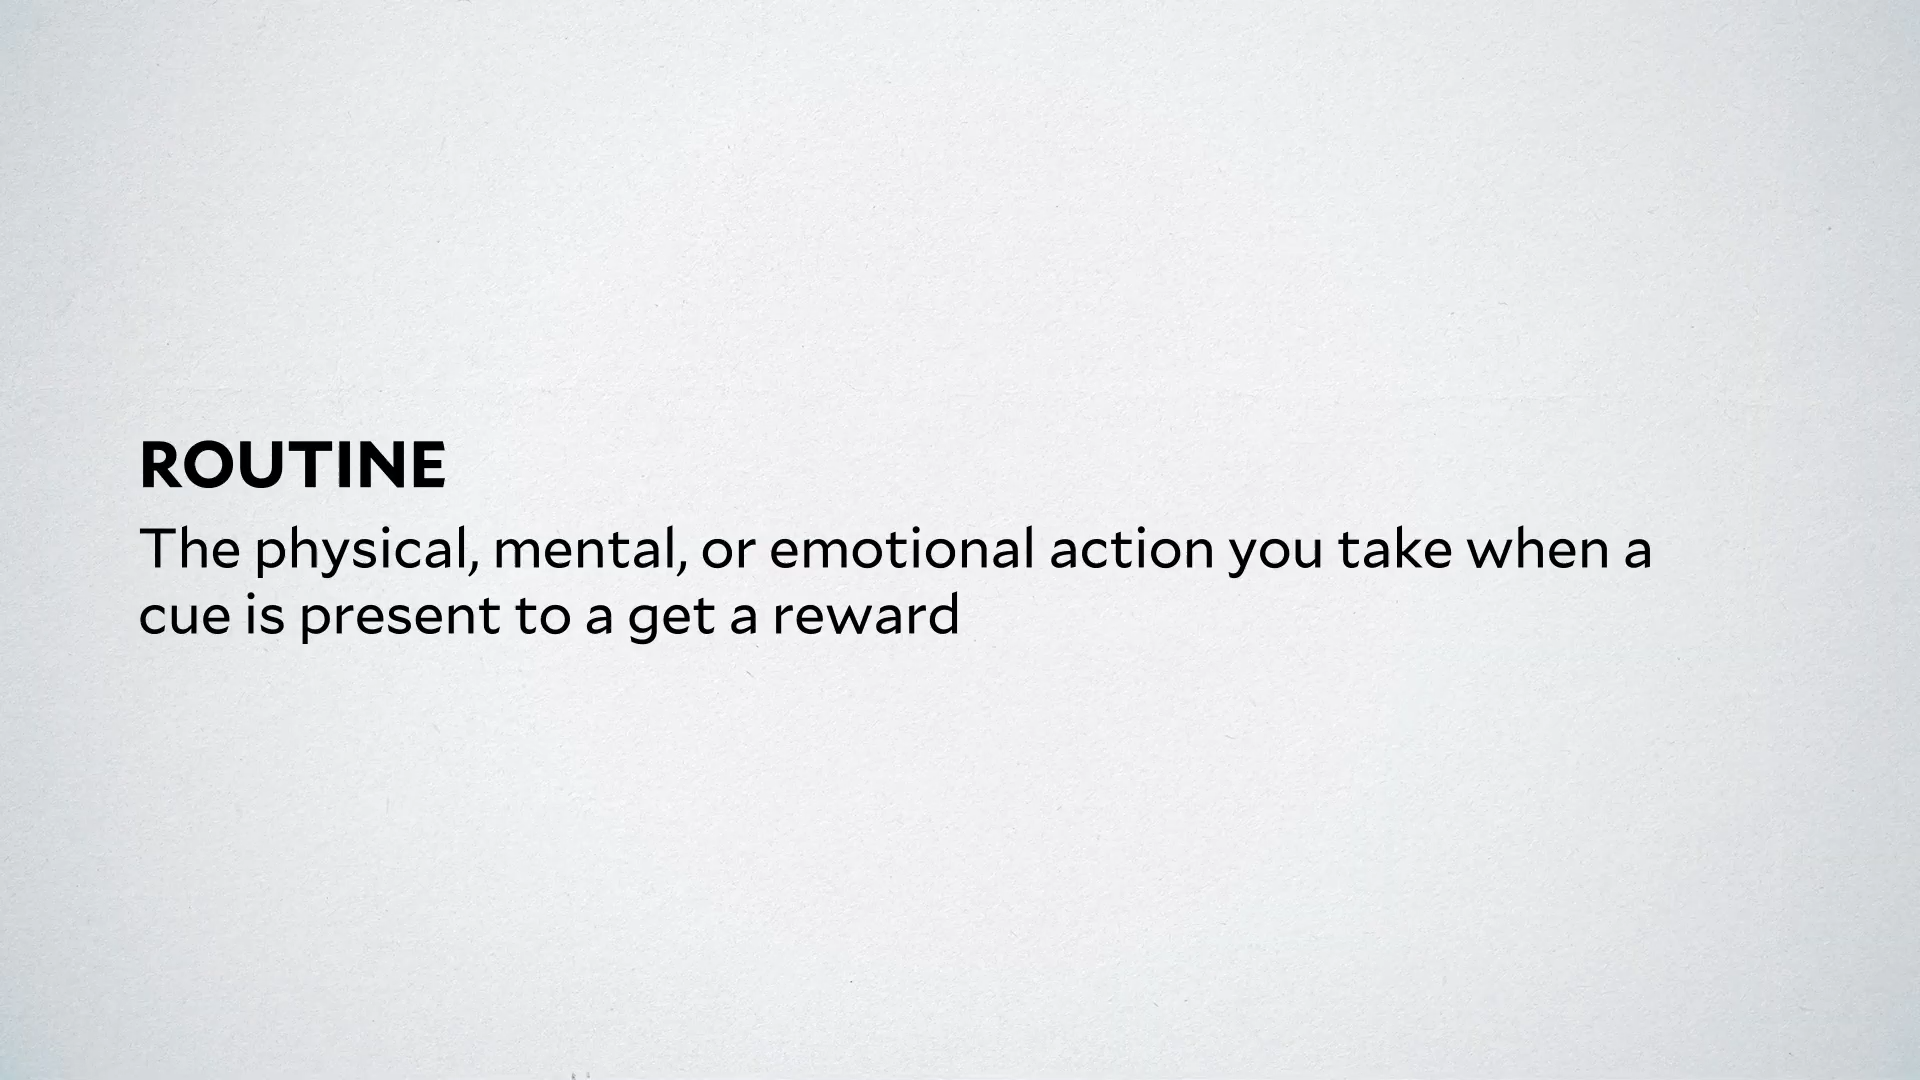 ROUTINE
The physical, mental, or emotional action you take when a
cue is present to a get a reward